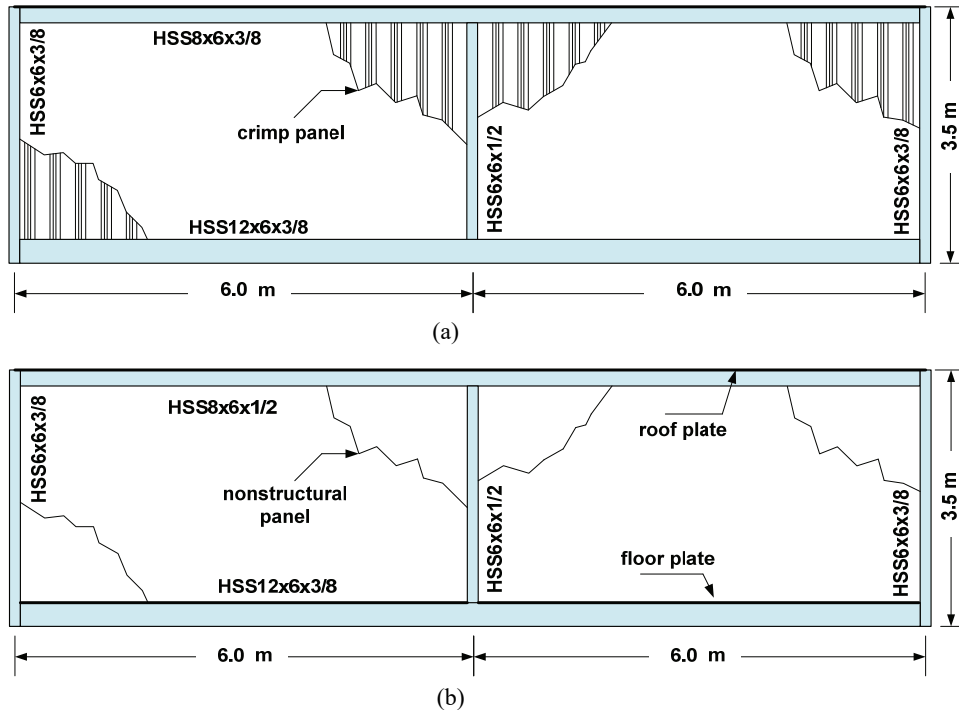 HSS8x6x3/8
HSS6x6x3/8
crimp panel
HSS6x6x1/2
HSS6x6x3/8
3.5 m
HSS12x6x3/8
6.0 m
6.0 m
(a)
HSS6x6x3/8
HSS8x6x1/2
roof plate
nonstructural
panel
HSS6x6x1/2
HSS6x6x3/8
3.5 m
floor plate
HSS12x6x3/8
6.0 m
6.0 m
(b)